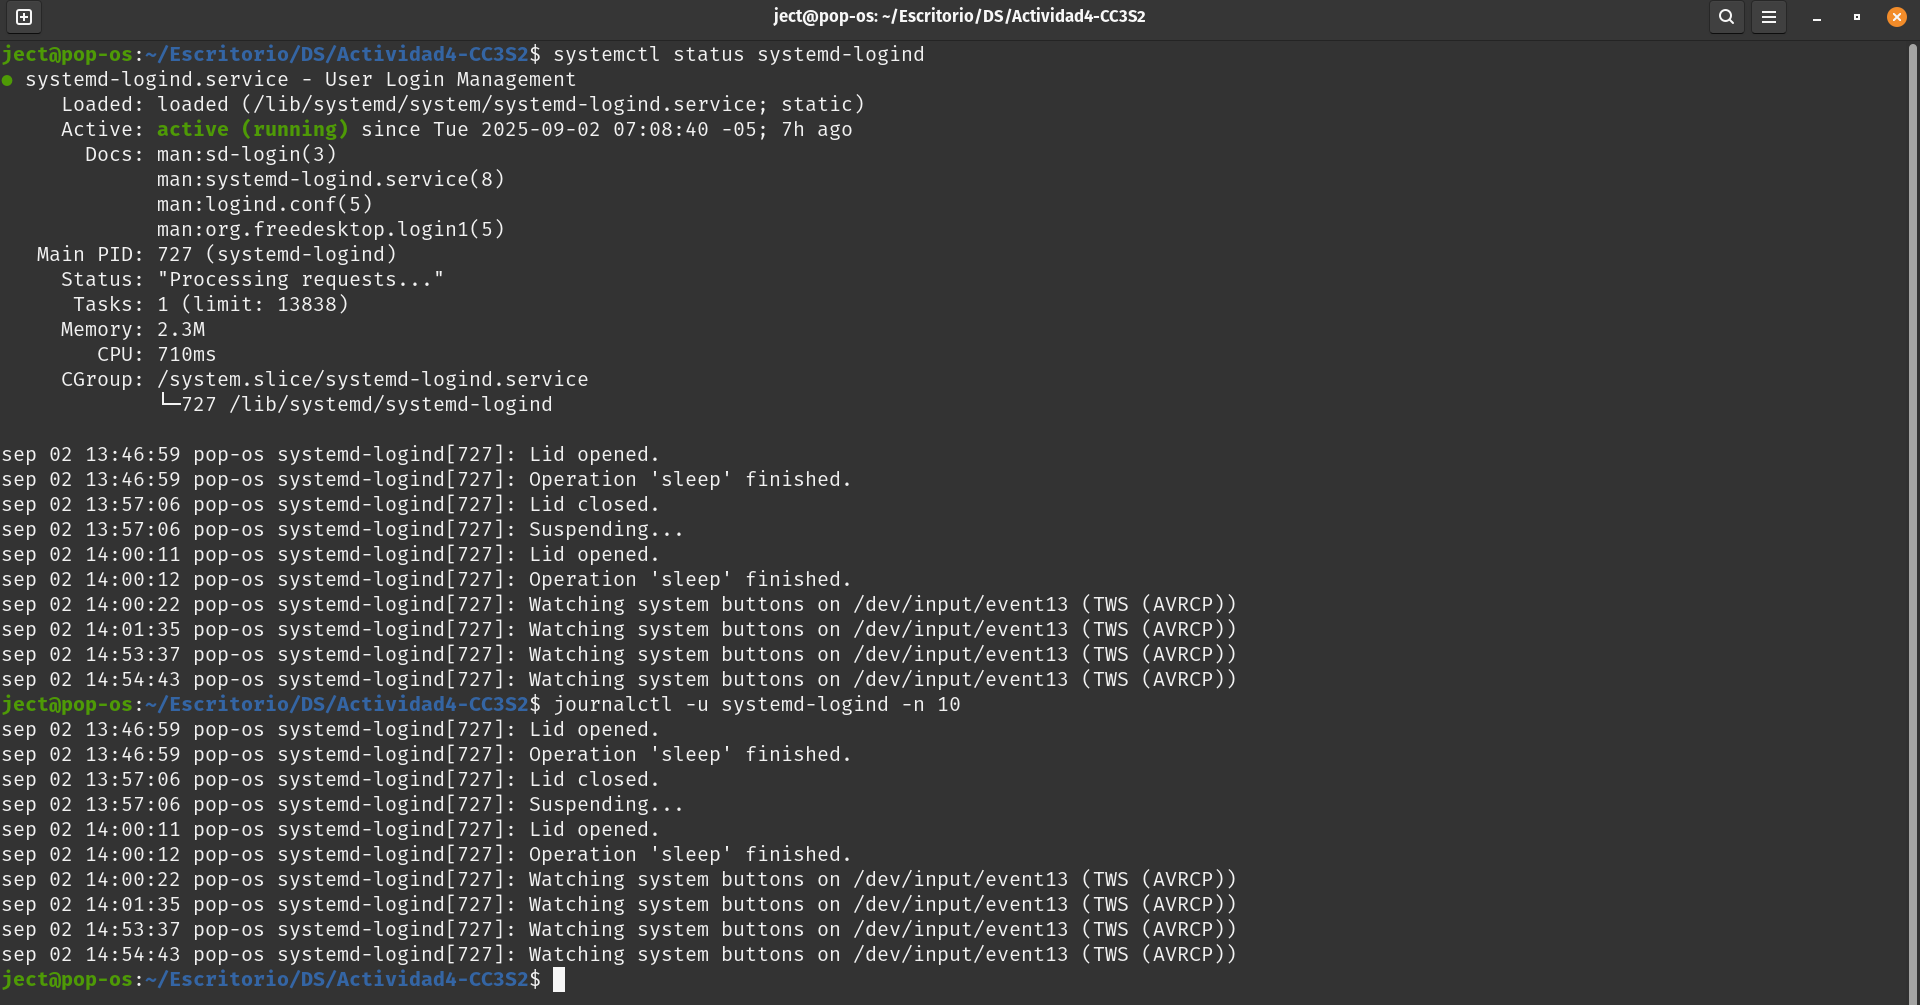 ject@pop-os: ~/Escritorio/DS/Actividad4-CC3S2
ject@pop-os:~/Escritorio/DS/Actividad4-CC3S2$ systemctl status systemd-logind
● systemd-logind.service - User Login Management
     Loaded: loaded (/lib/systemd/system/systemd-logind.service; static)
     Active: active (running) since Tue 2025-09-02 07:08:40 -05; 7h ago
       Docs: man:sd-login(3)
             man:systemd-logind.service(8)
             man:logind.conf(5)
             man:org.freedesktop.login1(5)
   Main PID: 727 (systemd-logind)
     Status: "Processing requests..."
      Tasks: 1 (limit: 13838)
     Memory: 2.3M
        CPU: 710ms
     CGroup: /system.slice/systemd-logind.service
             └─727 /lib/systemd/systemd-logind
sep 02 13:46:59 pop-os systemd-logind[727]: Lid opened.
sep 02 13:46:59 pop-os systemd-logind[727]: Operation 'sleep' finished.
sep 02 13:57:06 pop-os systemd-logind[727]: Lid closed.
sep 02 13:57:06 pop-os systemd-logind[727]: Suspending...
sep 02 14:00:11 pop-os systemd-logind[727]: Lid opened.
sep 02 14:00:12 pop-os systemd-logind[727]: Operation 'sleep' finished.
sep 02 14:00:22 pop-os systemd-logind[727]: Watching system buttons on /dev/input/event13 (TWS (AVRCP))
sep 02 14:01:35 pop-os systemd-logind[727]: Watching system buttons on /dev/input/event13 (TWS (AVRCP))
sep 02 14:53:37 pop-os systemd-logind[727]: Watching system buttons on /dev/input/event13 (TWS (AVRCP))
sep 02 14:54:43 pop-os systemd-logind[727]: Watching system buttons on /dev/input/event13 (TWS (AVRCP))
ject@pop-os:~/Escritorio/DS/Actividad4-CC3S2$ journalctl -u systemd-logind -n 10
sep 02 13:46:59 pop-os systemd-logind[727]: Lid opened.
sep 02 13:46:59 pop-os systemd-logind[727]: Operation 'sleep' finished.
sep 02 13:57:06 pop-os systemd-logind[727]: Lid closed.
sep 02 13:57:06 pop-os systemd-logind[727]: Suspending...
sep 02 14:00:11 pop-os systemd-logind[727]: Lid opened.
sep 02 14:00:12 pop-os systemd-logind[727]: Operation 'sleep' finished.
sep 02 14:00:22 pop-os systemd-logind[727]: Watching system buttons on /dev/input/event13 (TWS (AVRCP))
sep 02 14:01:35 pop-os systemd-logind[727]: Watching system buttons on /dev/input/event13 (TWS (AVRCP))
sep 02 14:53:37 pop-os systemd-logind[727]: Watching system buttons on /dev/input/event13 (TWS (AVRCP))
sep 02 14:54:43 pop-os systemd-logind[727]: Watching system buttons on /dev/input/event13 (TWS (AVRCP))
ject@pop-os:~/Escritorio/DS/Actividad4-CC3S2$